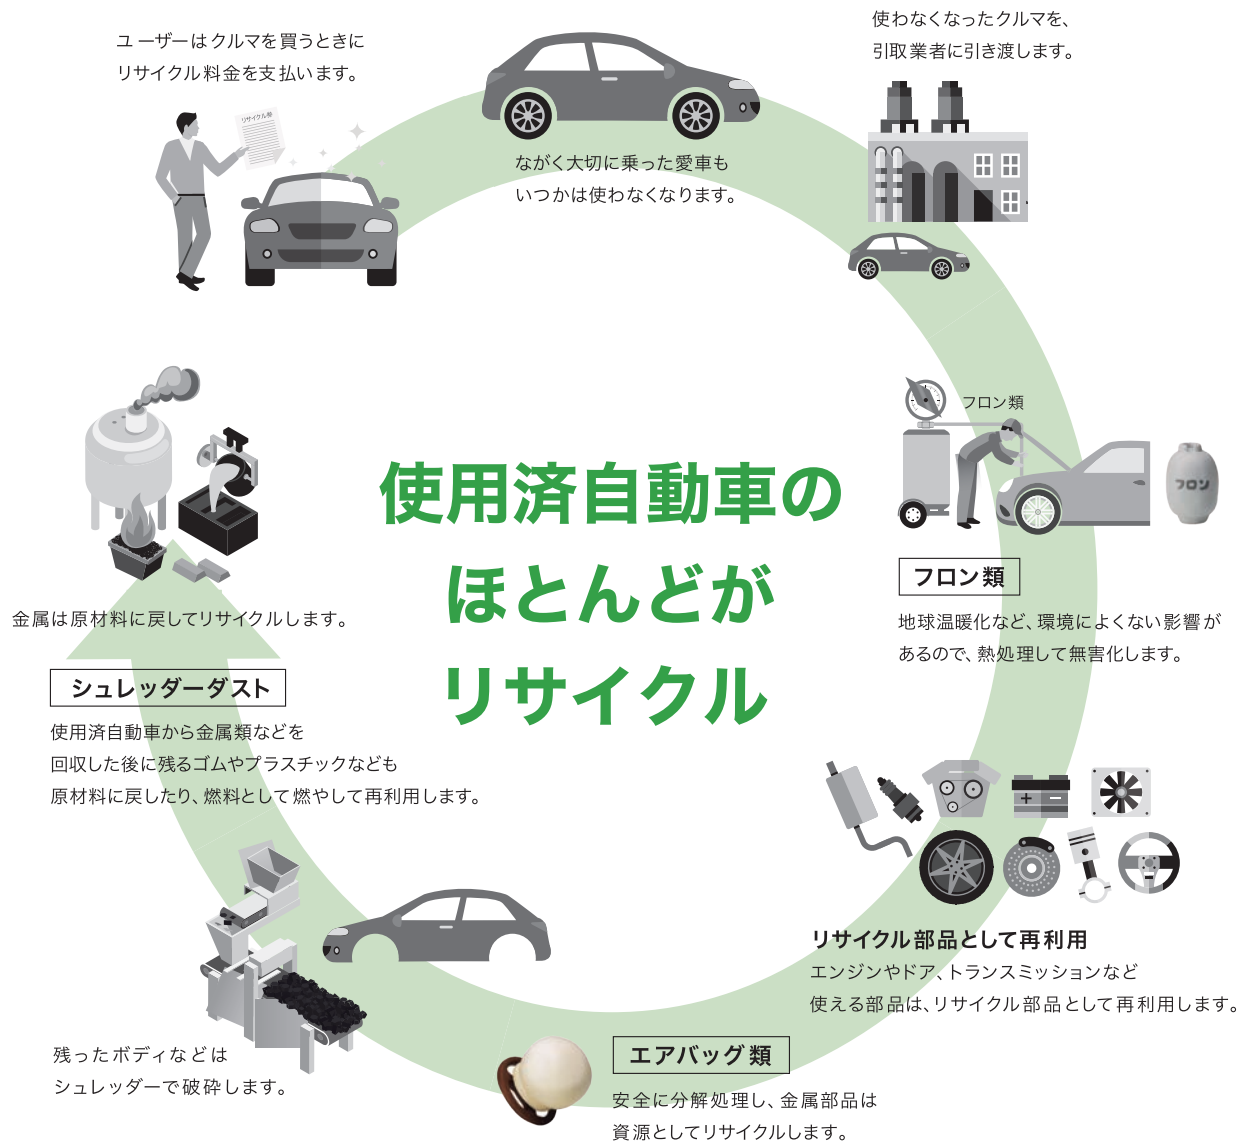 ユーザーはクルマを買うときに
リサイクル料金を支払います。
リサイクル券
ながく大切に乗った愛車も
いつかは使わなくなります。
使わなくなったクルマを、
引取業者に引き渡します。
フロン類
フロン
フロン類
地球温暖化など、環境によくない影響が
あるので、熱処理して無害化します。
リサイクル部品として再利用
エンジンやドア、トランスミッションなど
使える部品は、リサイクル部品として再利用します。
エアバッグ類
安全に分解処理し、金属部品は
資源としてリサイクルします。
残ったボディなどは
シュレッダーで破砕します。
シュレッダーダスト
使用済自動車から金属類などを
回収した後に残るゴムやプラスチックなども
原材料に戻したり、燃料として燃やして再利用します。
金属は原材料に戻してリサイクルします。
使用済自動車の
ほとんどが
リサイクル